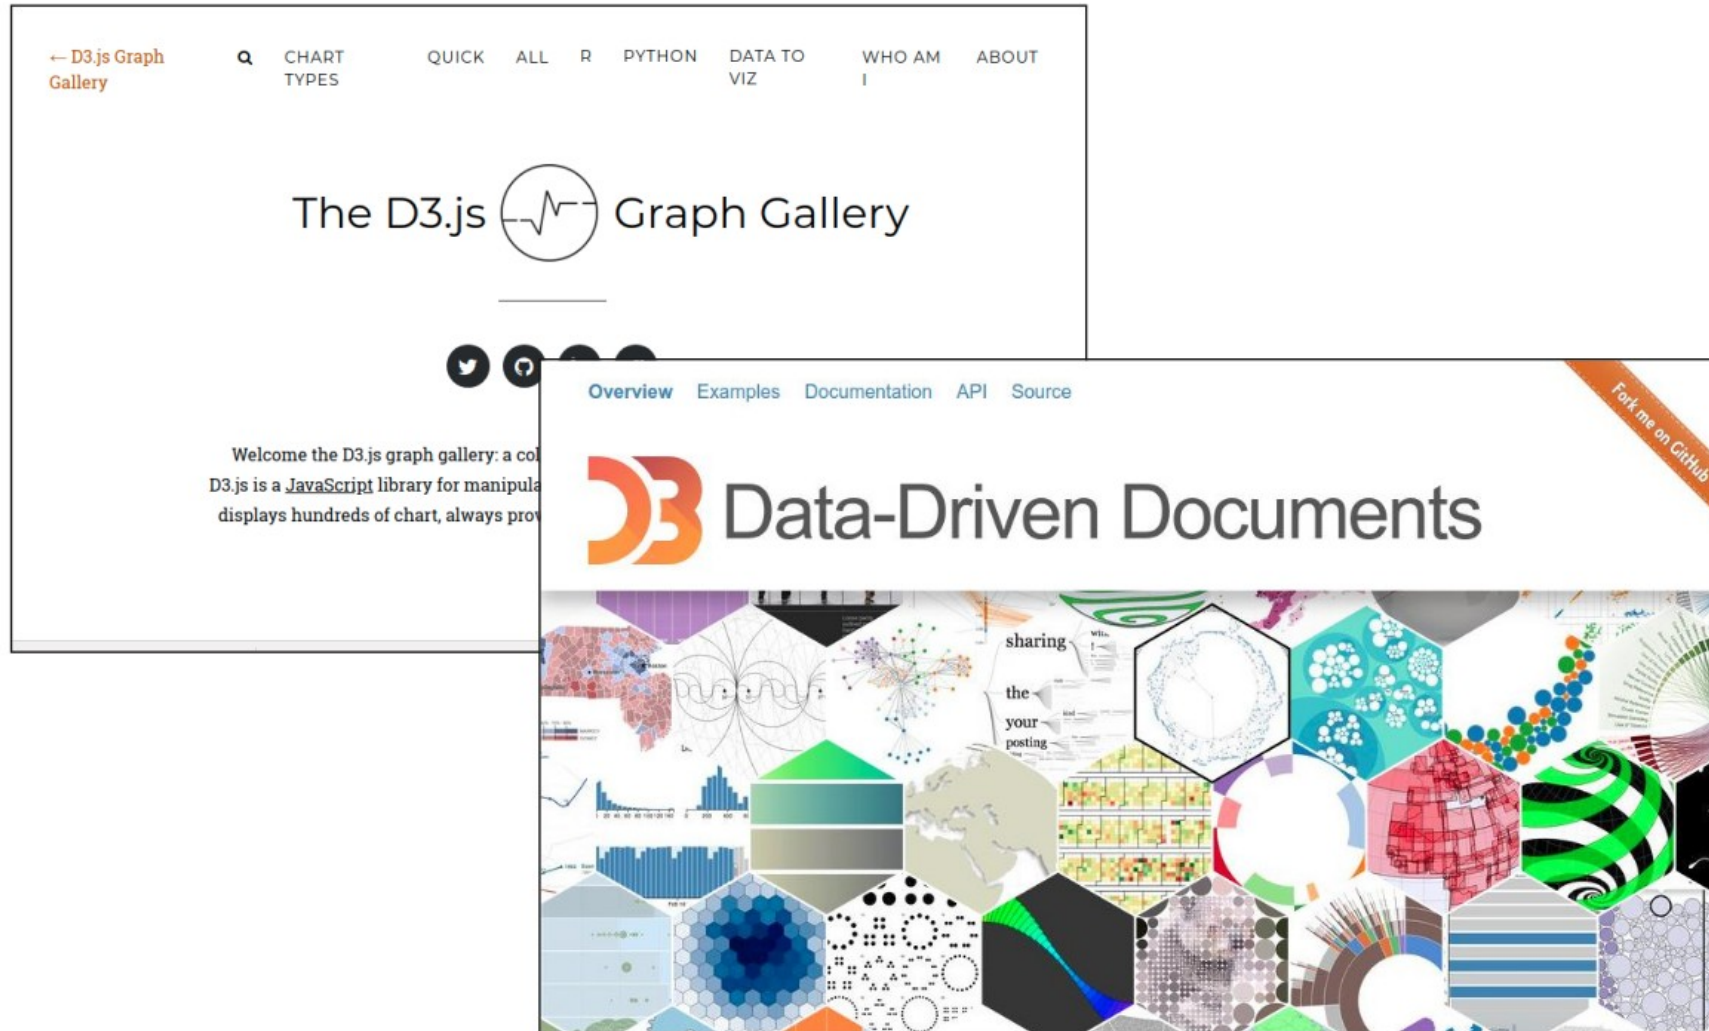 ← D3.js Graph
Gallery
CHART
TYPES
QUICK
ALL
R
PYTHON
DATA TO
VIZ
WHO AM
I
ABOUT
The D3.js Graph Gallery
Welcome the D3.js graph gallery: a col
D3.js is a JavaScript library for manipula
displays hundreds of chart, always prov
Overview Examples Documentation API Source
Fork me on GitHub
D3 Data-Driven Documents
sharing
the
your
posting